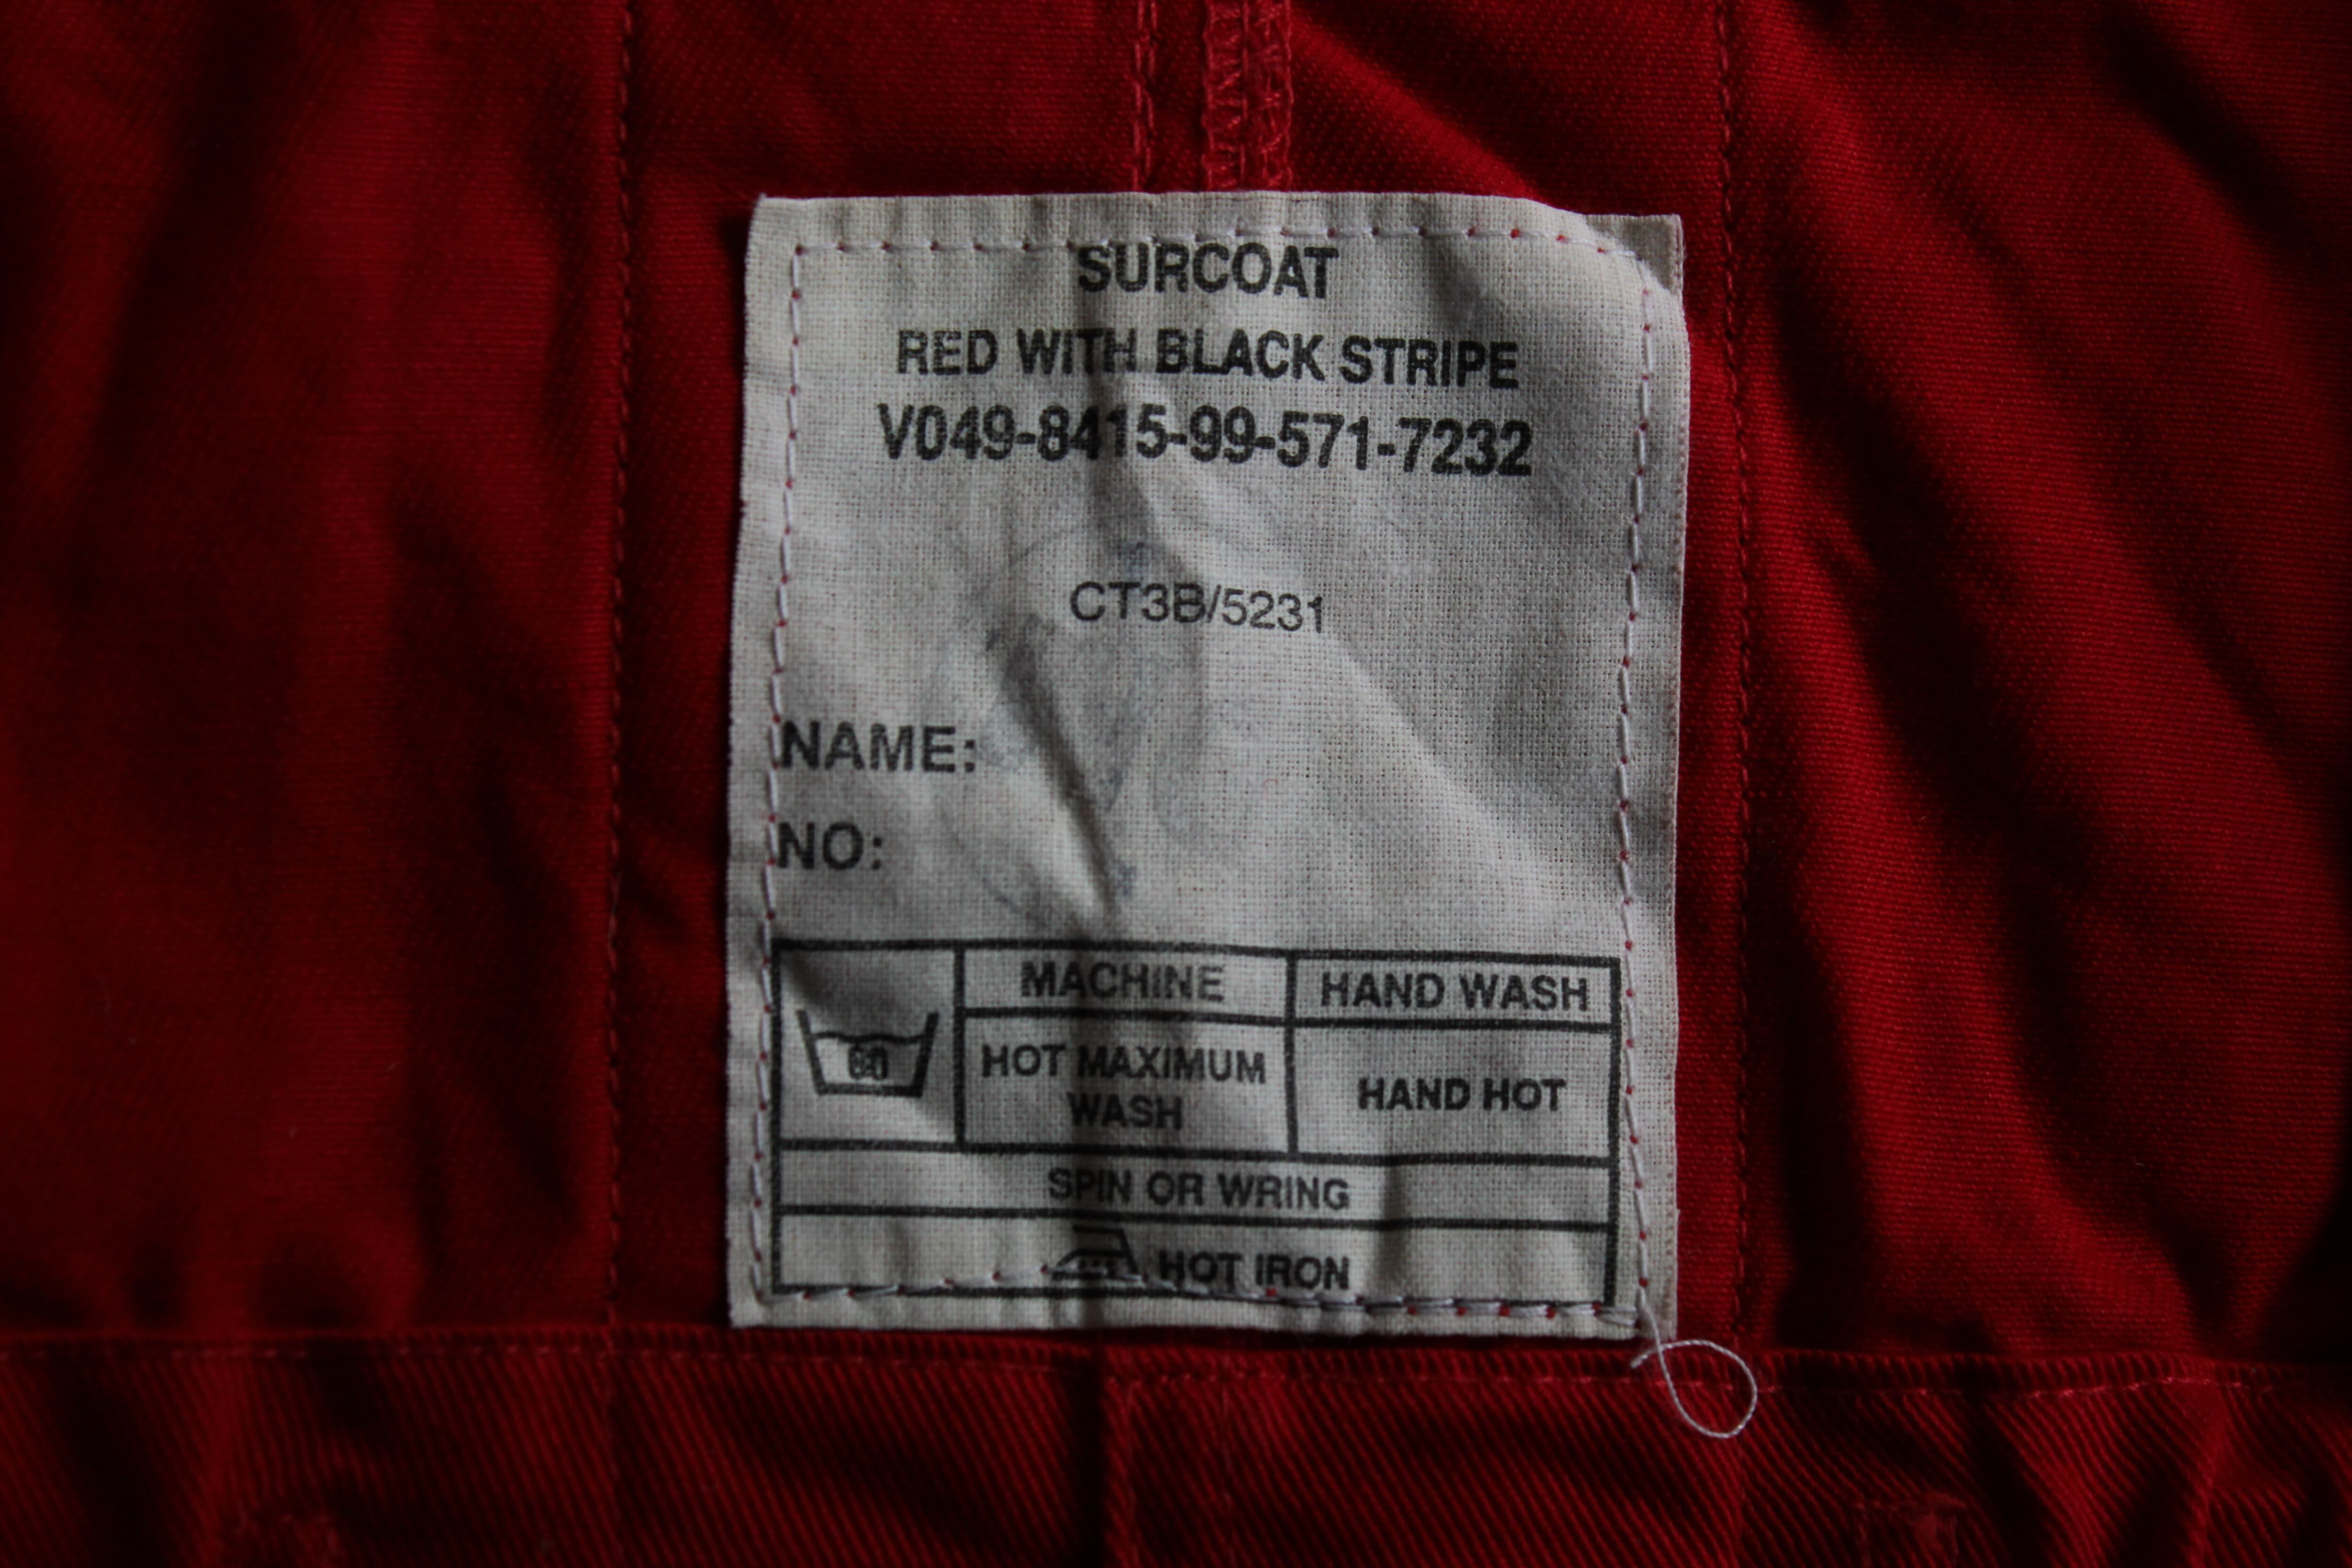 SURCOAT
RED WITH BLACK STRIPE
V049-8415-99-571-7232
CT3B/5231
NAME:
NO:
MACHINE
HAND WASH
60
HOT MAXIMUM
WASH
HAND HOT
SPIN OR WRING
HOT IRON